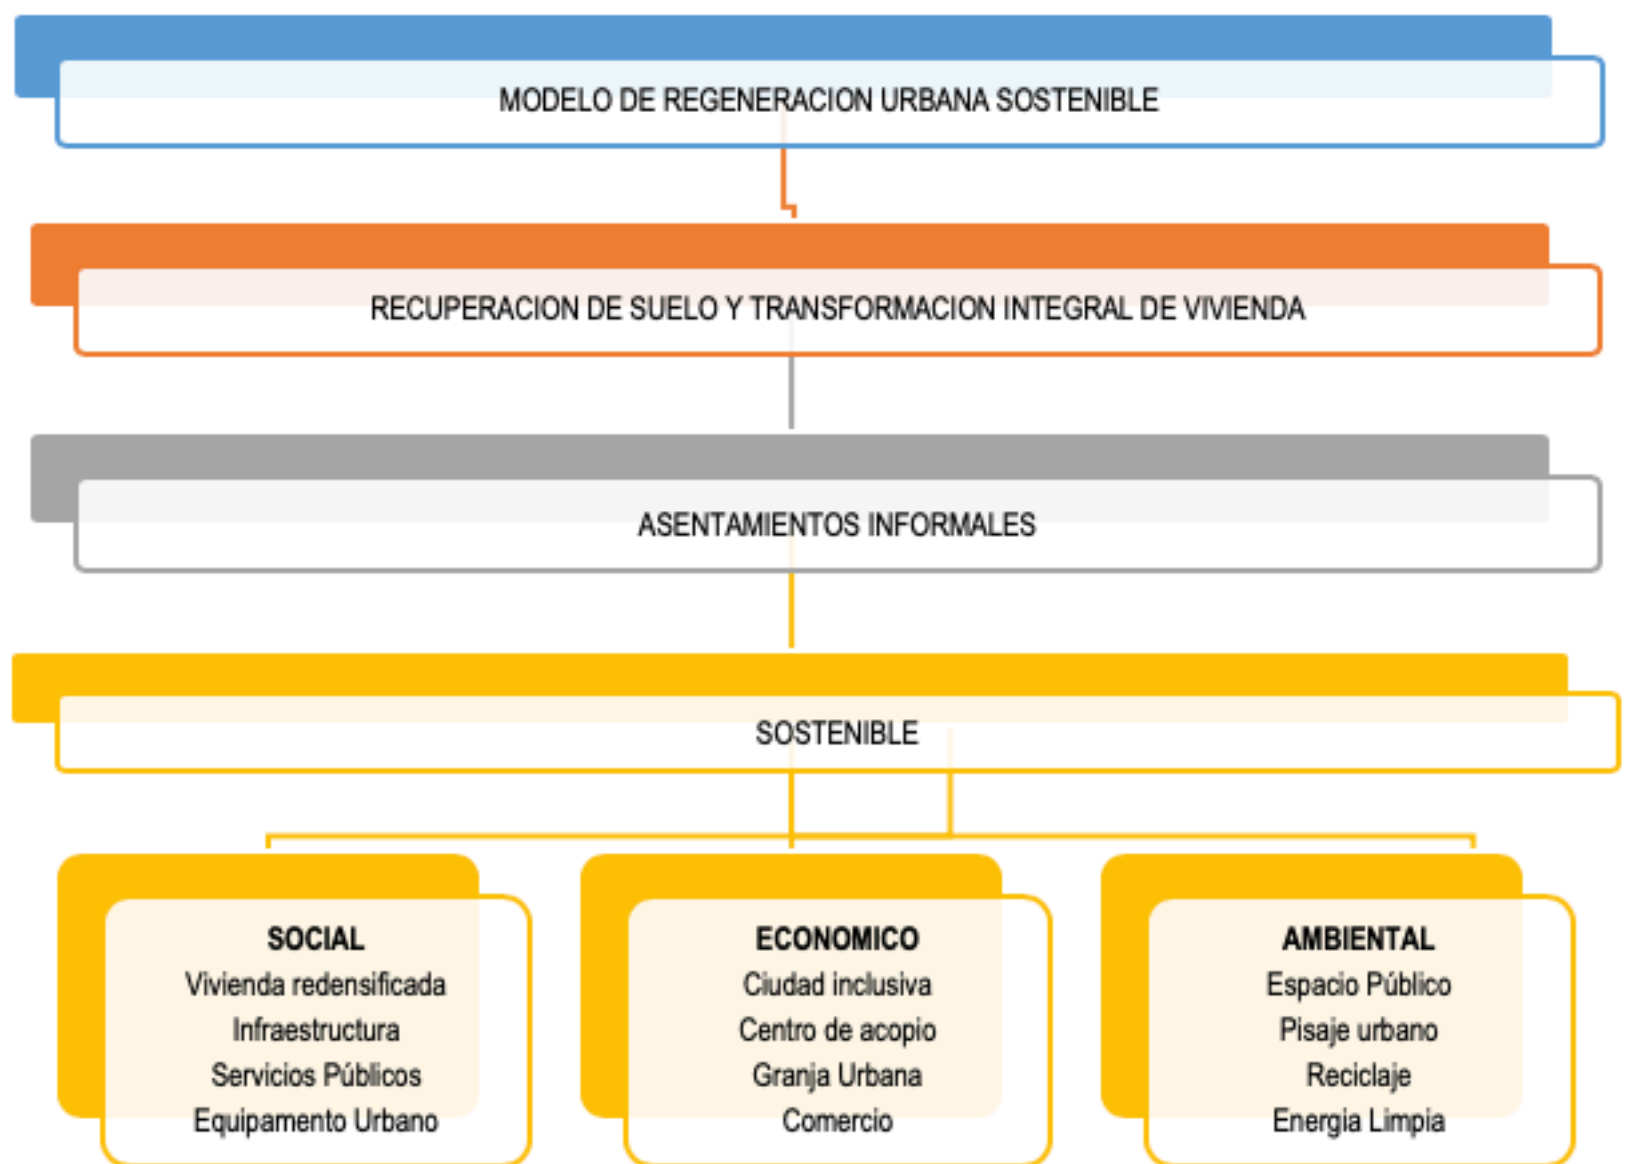 MODELO DE REGENERACION URBANA SOSTENIBLE
RECUPERACION DE SUELO Y TRANSFORMACION INTEGRAL DE VIVIENDA
ASENTAMIENTOS INFORMALES
SOSTENIBLE
SOCIAL
Vivienda redensificada
Infraestructura
Servicios Públicos
Equipamento Urbano
ECONOMICO
Ciudad inclusiva
Centro de acopio
Granja Urbana
Comercio
AMBIENTAL
Espacio Público
Pisaje urbano
Reciclaje
Energia Limpia